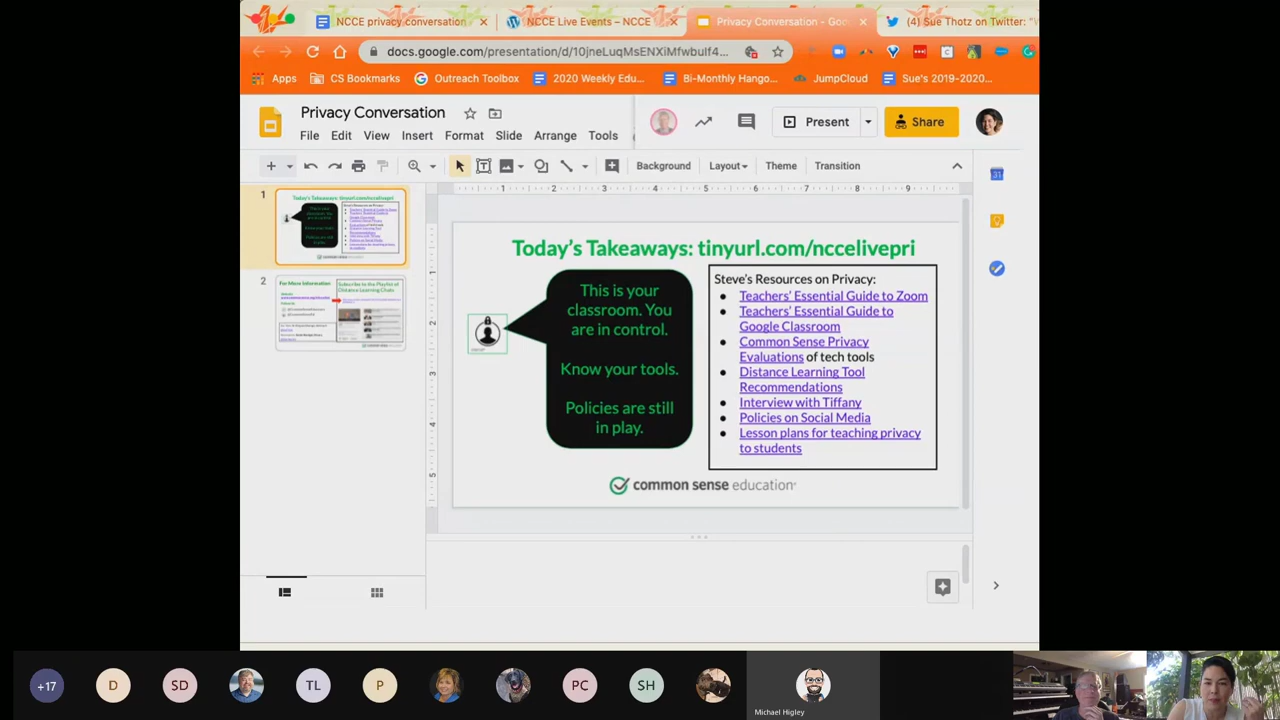 NCCE privacy conversation
NCCE Live Events – NCCE
Privacy Conversation - Goo
(4) Sue Thotz on Twitter: "W
docs.google.com/presentation/d/10jneLuqMsENXiMfwbulf4...
Apps
CS Bookmarks
Outreach Toolbox
2020 Weekly Edu...
Bi-Monthly Hango...
JumpCloud
Sue's 2019-2020...
Privacy Conversation
File Edit View Insert Format Slide Arrange Tools
Present
Share
Background Layout Theme Transition
1
2
Today's Takeaways: tinyurl.com/nccelivepri
This is your
classroom. You
are in control.
Know your tools.
Policies are still
in play.
Steve's Resources on Privacy:
Teachers' Essential Guide to Zoom
Teachers' Essential Guide to
Google Classroom
Common Sense Privacy
Evaluations of tech tools
Distance Learning Tool
Recommendations
Interview with Tiffany
Policies on Social Media
Lesson plans for teaching privacy
to students
common sense education
+17
D
SD
TL
P
PC
SH
Michael Higley